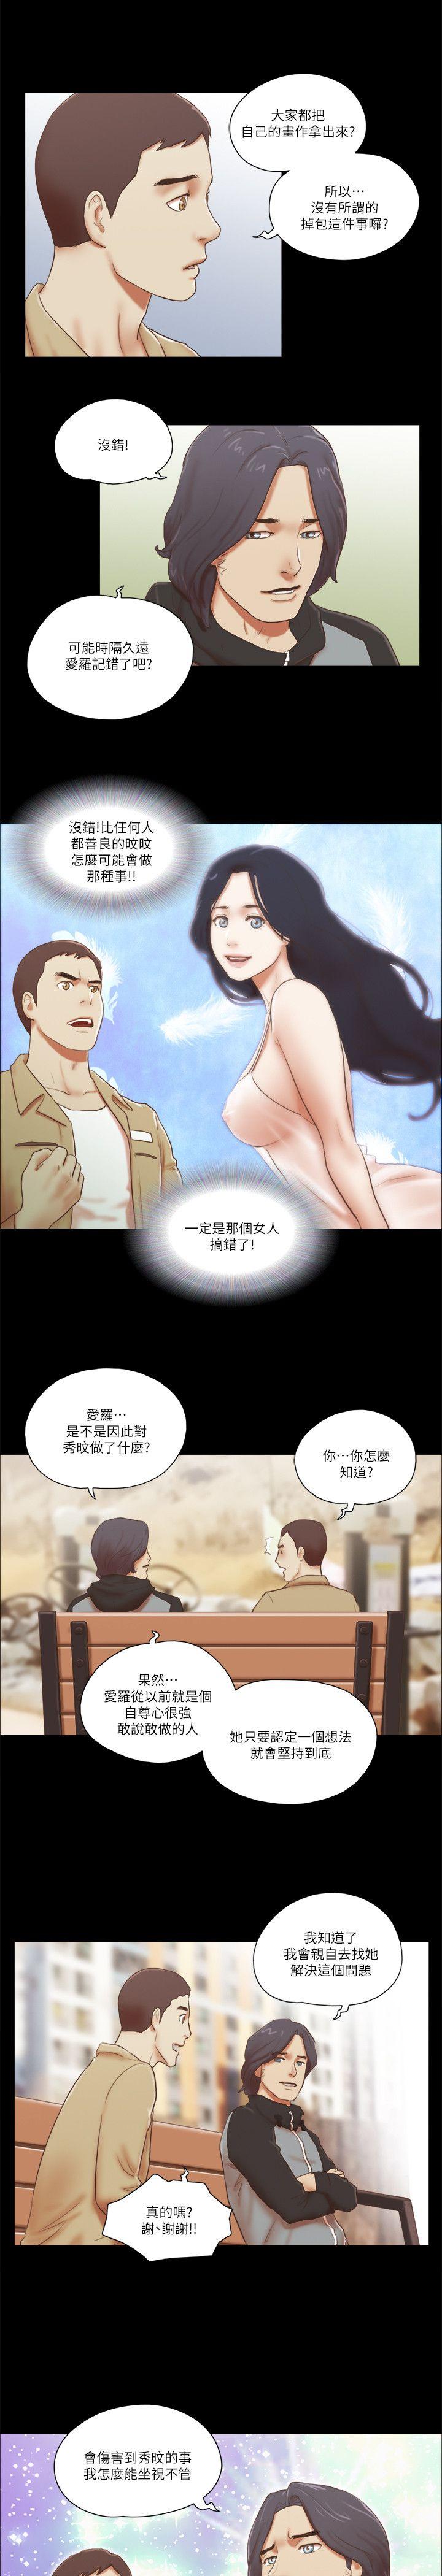 大家都把
自己的畫作拿出來?
所以…
沒有所謂的
掉包這件事囉?
沒錯!
可能時隔久遠
愛羅記錯了吧?
沒錯!比任何人
都善良的旼旼
怎麼可能會做
那種事!!
一定是那個女人
搞錯了!
愛羅…
是不是因此對
秀旼做了什麼?
你…你怎麼
知道?
果然…
愛羅從以前就是個
自尊心很強
敢說敢做的人
她只要認定一個想法
就會堅持到底
我知道了
我會親自去找她
解決這個問題
真的嗎?
謝、謝謝!!
會傷害到秀旼的事
我怎麼能坐視不管